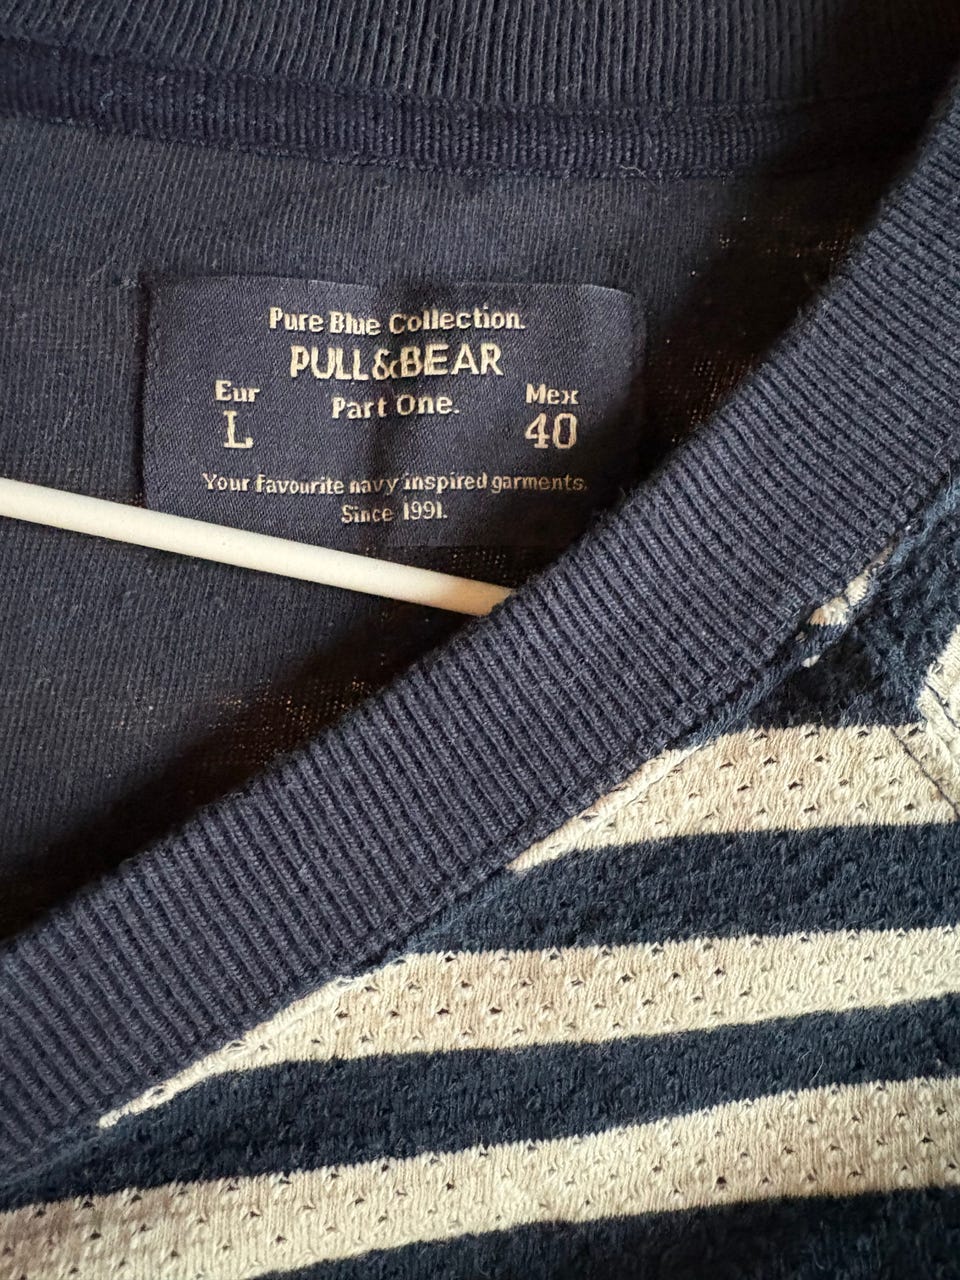 Pure Blue Collection.
PULL&BEAR
Eur Part One. Mex
L 40
Your favourite navy inspired garments.
Since 1991.